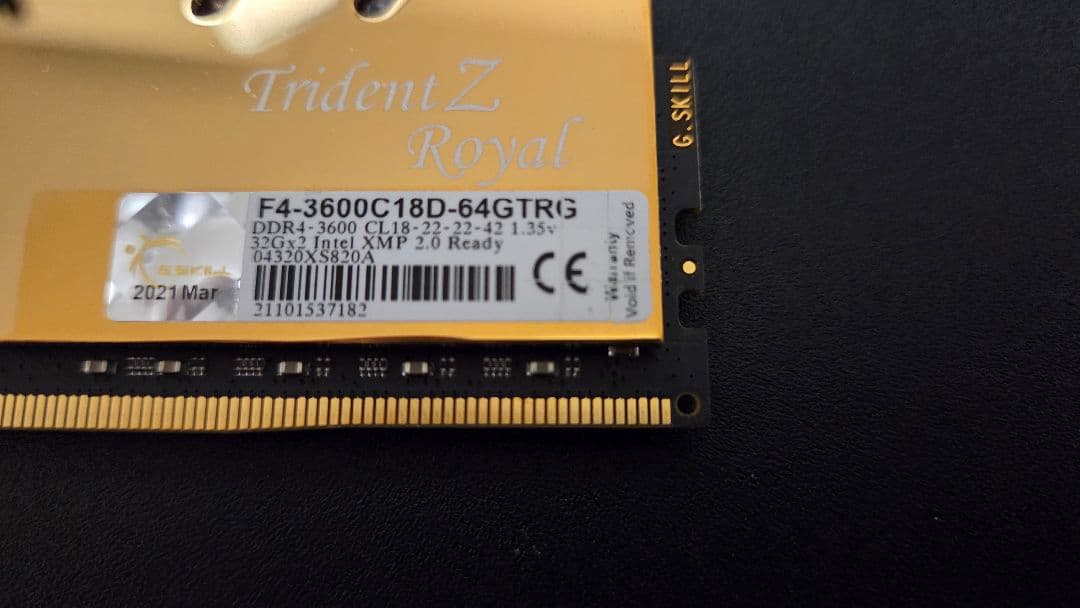 Trident Z
Royal
G.SKILL
F4-3600C18D-64GTRG
DDR4-3600 CL18-22-22-42 1.35v
32Gx2 Intel XMP 2.0 Ready
04320XS820A
21101537182
G.SKILL
2021 Mar
CE
Warranty
Void if Removed